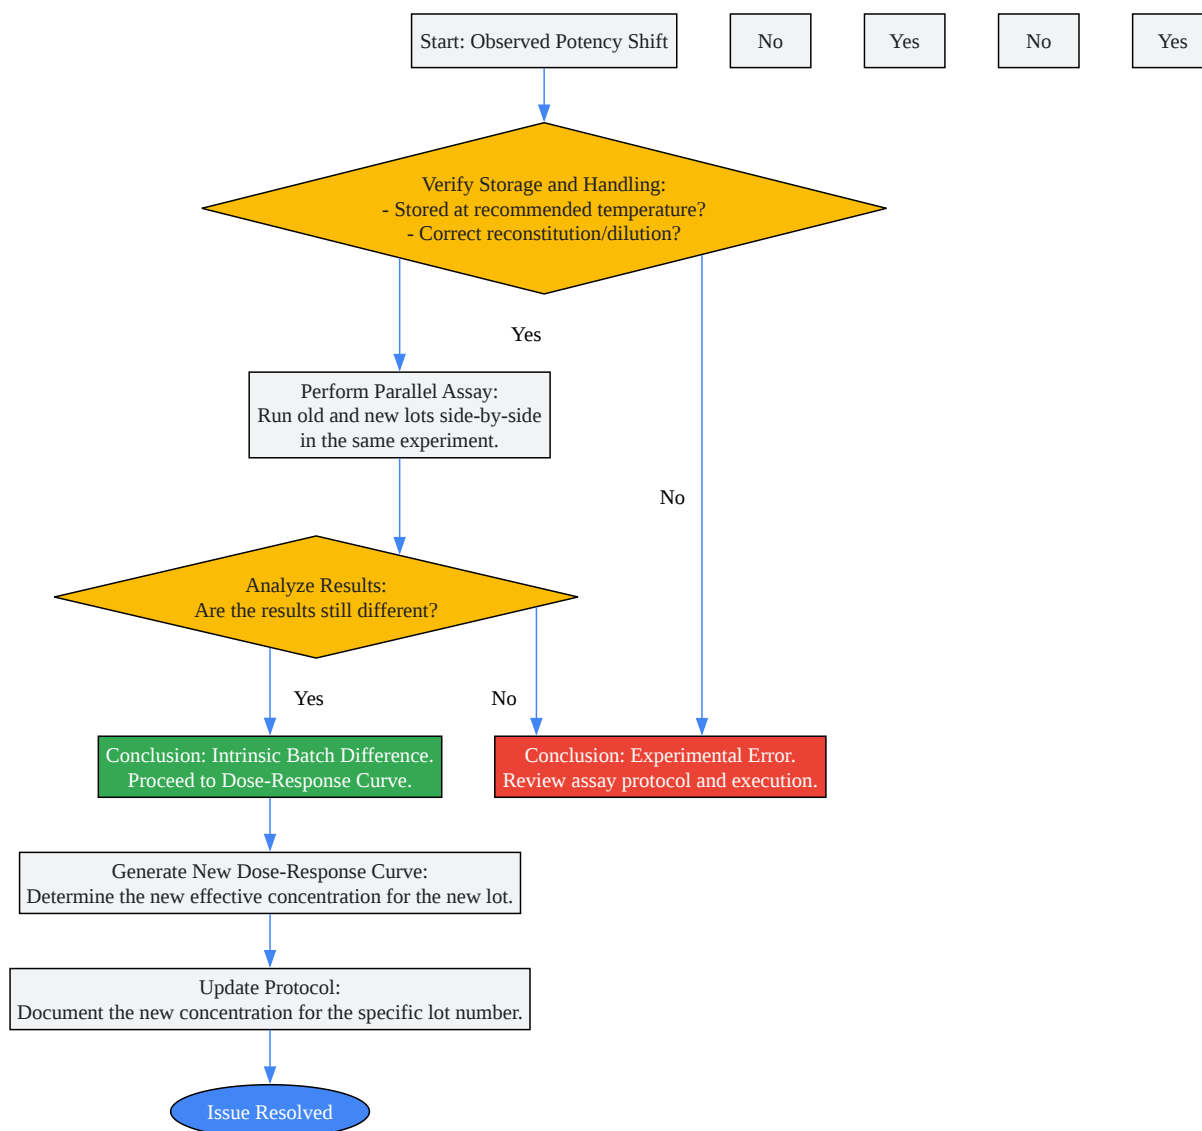 Start: Observed Potency Shift
No
Yes
No
Yes
Verify Storage and Handling:
- Stored at recommended temperature?
- Correct reconstitution/dilution?
Yes
Perform Parallel Assay:
Run old and new lots side-by-side
in the same experiment.
No
Analyze Results:
Are the results still different?
Yes
No
Conclusion: Intrinsic Batch Difference.
Proceed to Dose-Response Curve.
Conclusion: Experimental Error.
Review assay protocol and execution.
Generate New Dose-Response Curve:
Determine the new effective concentration for the new lot.
Update Protocol:
Document the new concentration for the specific lot number.
Issue Resolved